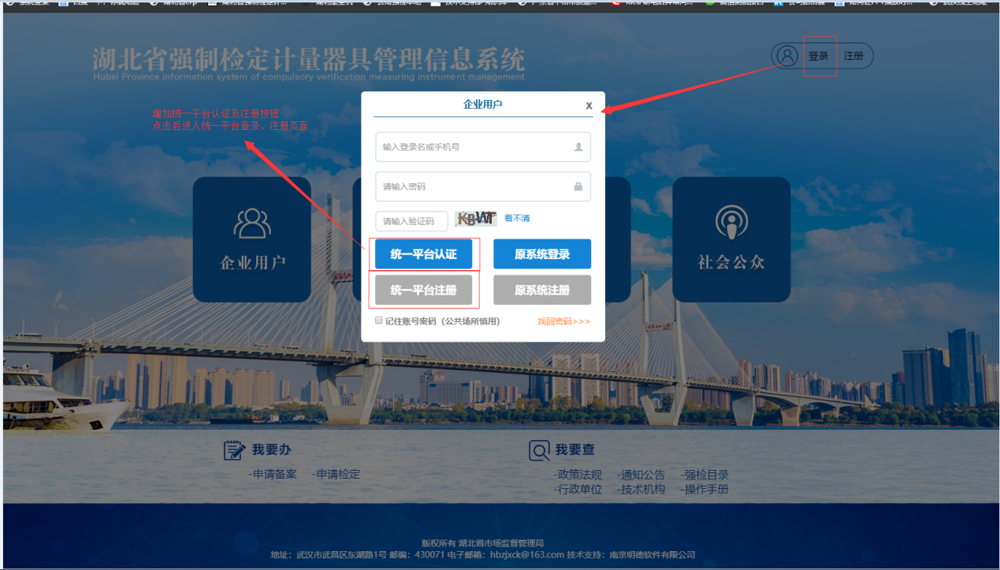 湖北省强制检定计量器具管理信息系统
Hubei Province information system of compulsory verification measuring instrument management
登录
注册
增加统一平台认证及注册按钮
点击后进入统一平台登录、注册页面
企业用户
x
输入登录名或手机号
请输入密码
请输入验证码
KBWT
看不清
统一平台认证
原系统登录
统一平台注册
原系统注册
记住账号密码（公共场所慎用）
找回密码>>>
企业用户
社会公众
我要办
-申请备案 -申请检定
我要查
-政策法规 -通知公告 -强检目录
-行政单位 -技术机构 -操作手册
版权所有 湖北省市场监督管理局
地址：武汉市武昌区东湖路1号 邮编：430071 电子邮箱：hbzjxck@163.com 技术支持：南京明德软件有限公司